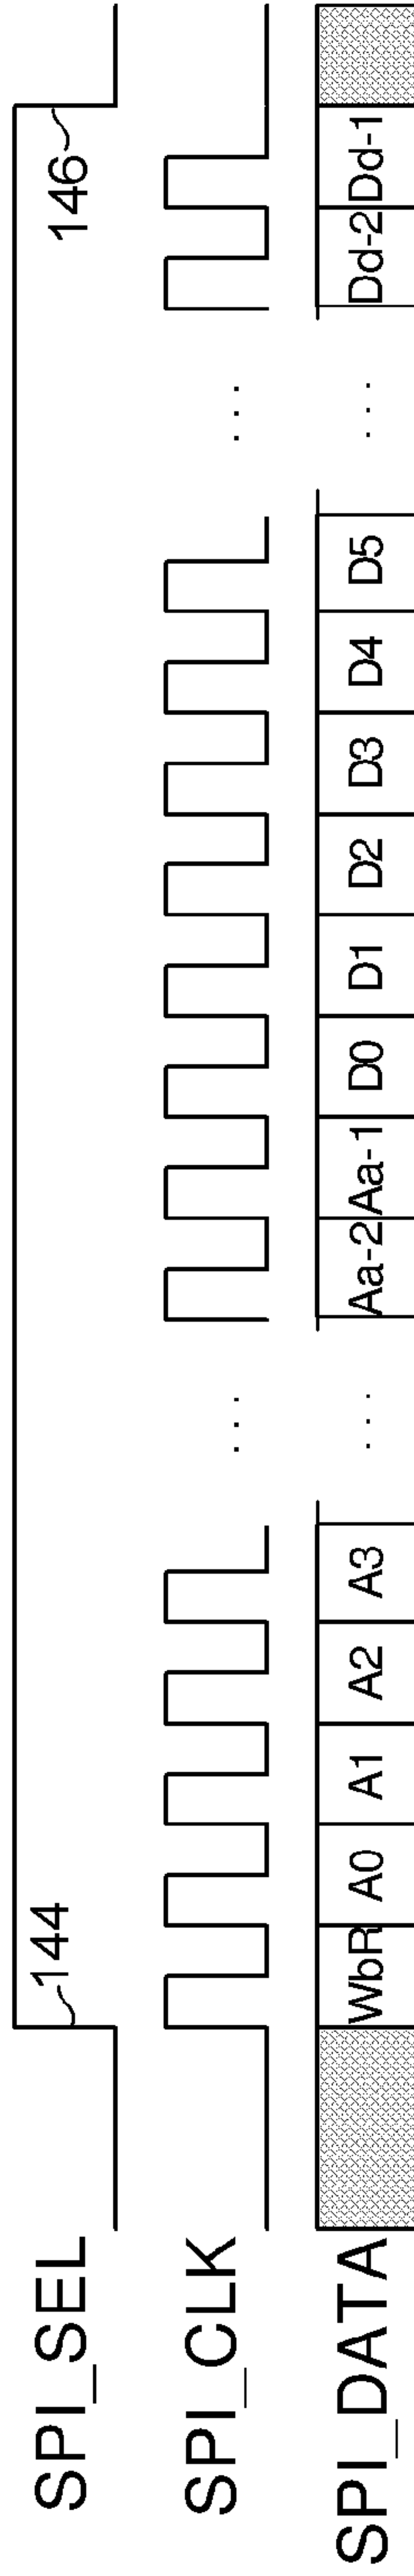 144 146
SPI_SEL
SPI_CLK ... ...
SPI_DATA WbR A0 A1 A2 A3 ... Aa-2 Aa-1 D0 D1 D2 D3 D4 D5 ... Dd-2 Dd-1